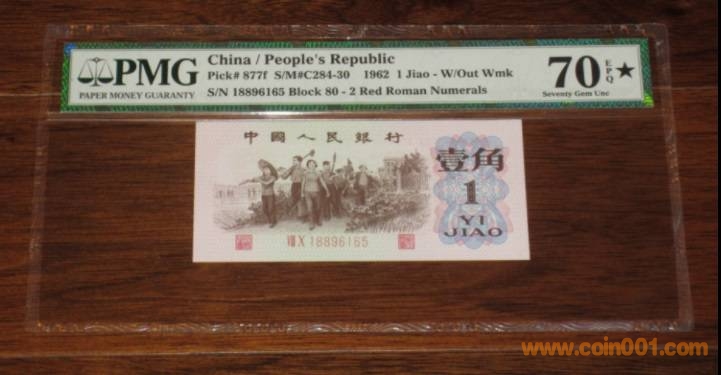 PMG
PAPER MONEY GUARANTY
China / People's Republic
Pick# 877f S/M#C284-30 1962 1 Jiao - W/Out Wmk
S/N 18896165 Block 80 - 2 Red Roman Numerals
70 EPQ ★
Seventy Gem Unc
中國人民銀行
壹角
1
YI
JIAO
VIII X 18896165
www.coin001.com